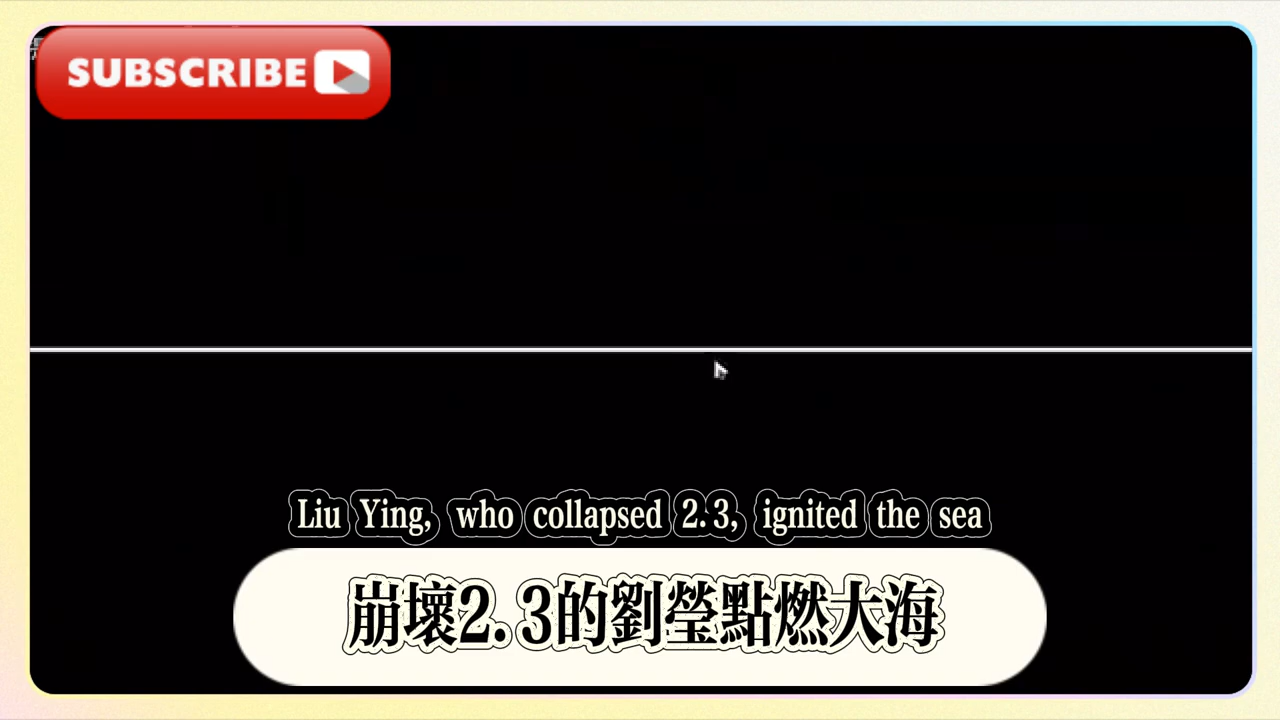 SUBSCRIBE
Liu Ying, who collapsed 2.3, ignited the sea
崩壞2.3的劉瑩點燃大海